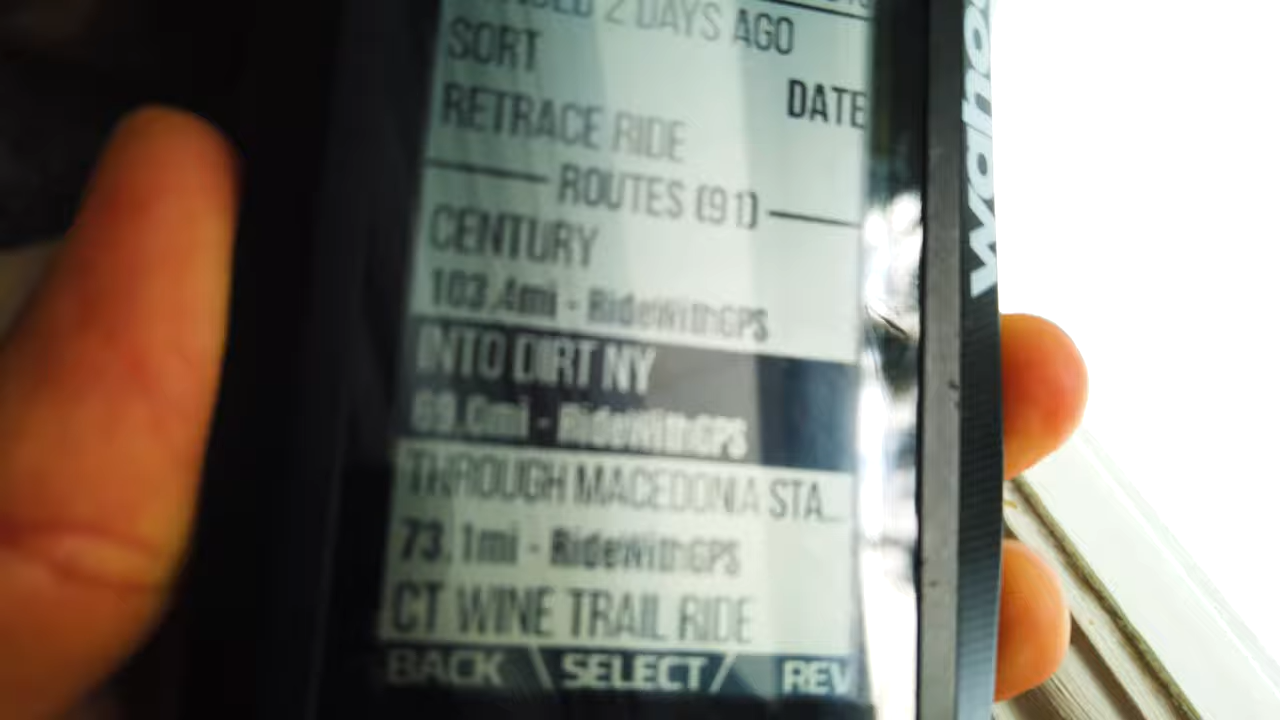 2 DAYS AGO
SORT
DATE
RETRACE RIDE
ROUTES (91)
CENTURY
103.4mi - RideWithGPS
INTO DIRT NY
69.0mi - RideWithGPS
THROUGH MACEDONIA STA...
73.1mi - RideWithGPS
CT WINE TRAIL RIDE
BACK SELECT REV
wahoo